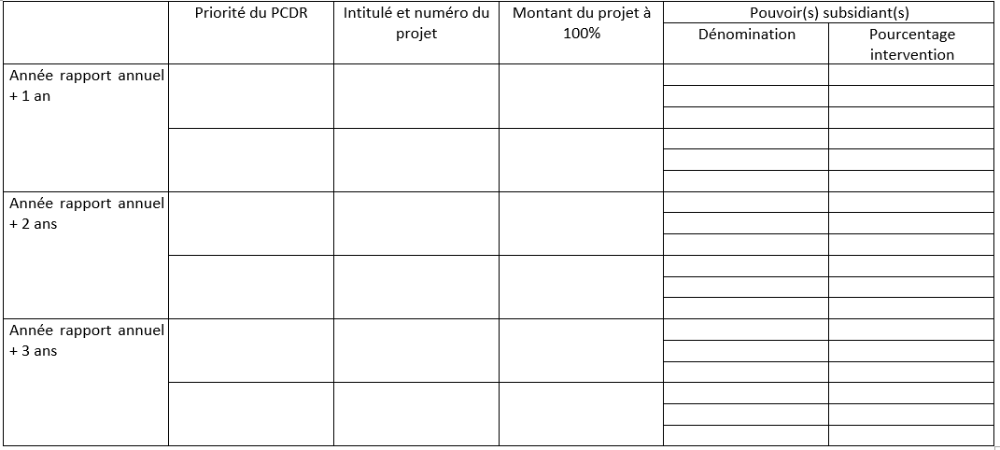 Priorité du PCDR
Intitulé et numéro du
projet
Montant du projet à
100%
Pouvoir(s) subsidiant(s)
Dénomination
Pourcentage
intervention
Année rapport annuel
+ 1 an
Année rapport annuel
+ 2 ans
Année rapport annuel
+ 3 ans